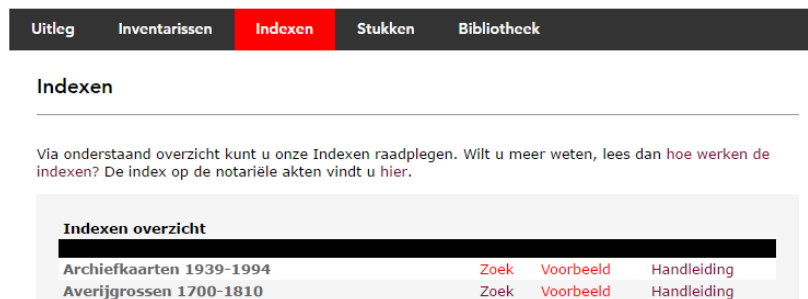 Uitleg Inventarissen Indexen Stukken Bibliotheek
Indexen
Via onderstaand overzicht kunt u onze Indexen raadplegen. Wilt u meer weten, lees dan hoe werken de
indexen? De index op de notariële akten vindt u hier.
Indexen overzicht
Archiefkaarten 1939-1994 Zoek Voorbeeld Handleiding
Averijgrossen 1700-1810 Zoek Voorbeeld Handleiding